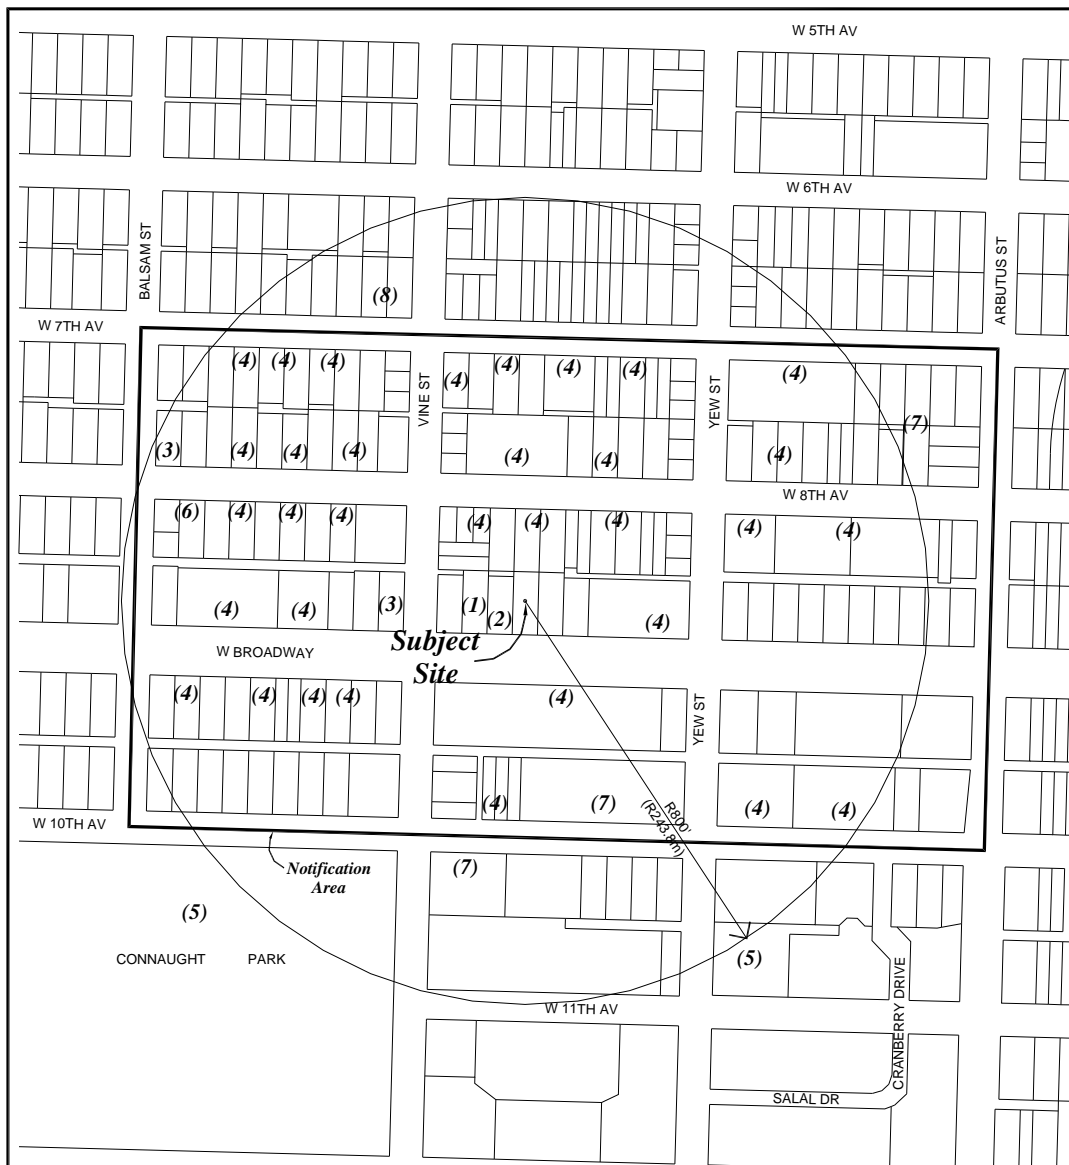 W 5TH AV
W 6TH AV
BALSAM ST
ARBUTUS ST
(8)
W 7TH AV
(4) (4) (4)
(4) (4) (4) (4)
(4)
VINE ST
YEW ST
(7)
(3) (4) (4) (4)
(4) (4)
(4)
W 8TH AV
(6) (4) (4) (4)
(4) (4) (4)
(4) (4)
(4) (4) (3)
(1) (2) (4)
Subject
Site
W BROADWAY
(4) (4) (4) (4)
(4)
YEW ST
(4) (7)
(4) (4)
R800'
(R243.8m)
W 10TH AV
Notification
Area
(7)
(5)
(5)
CONNAUGHT PARK
CRANBERRY DRIVE
W 11TH AV
SALAL DR